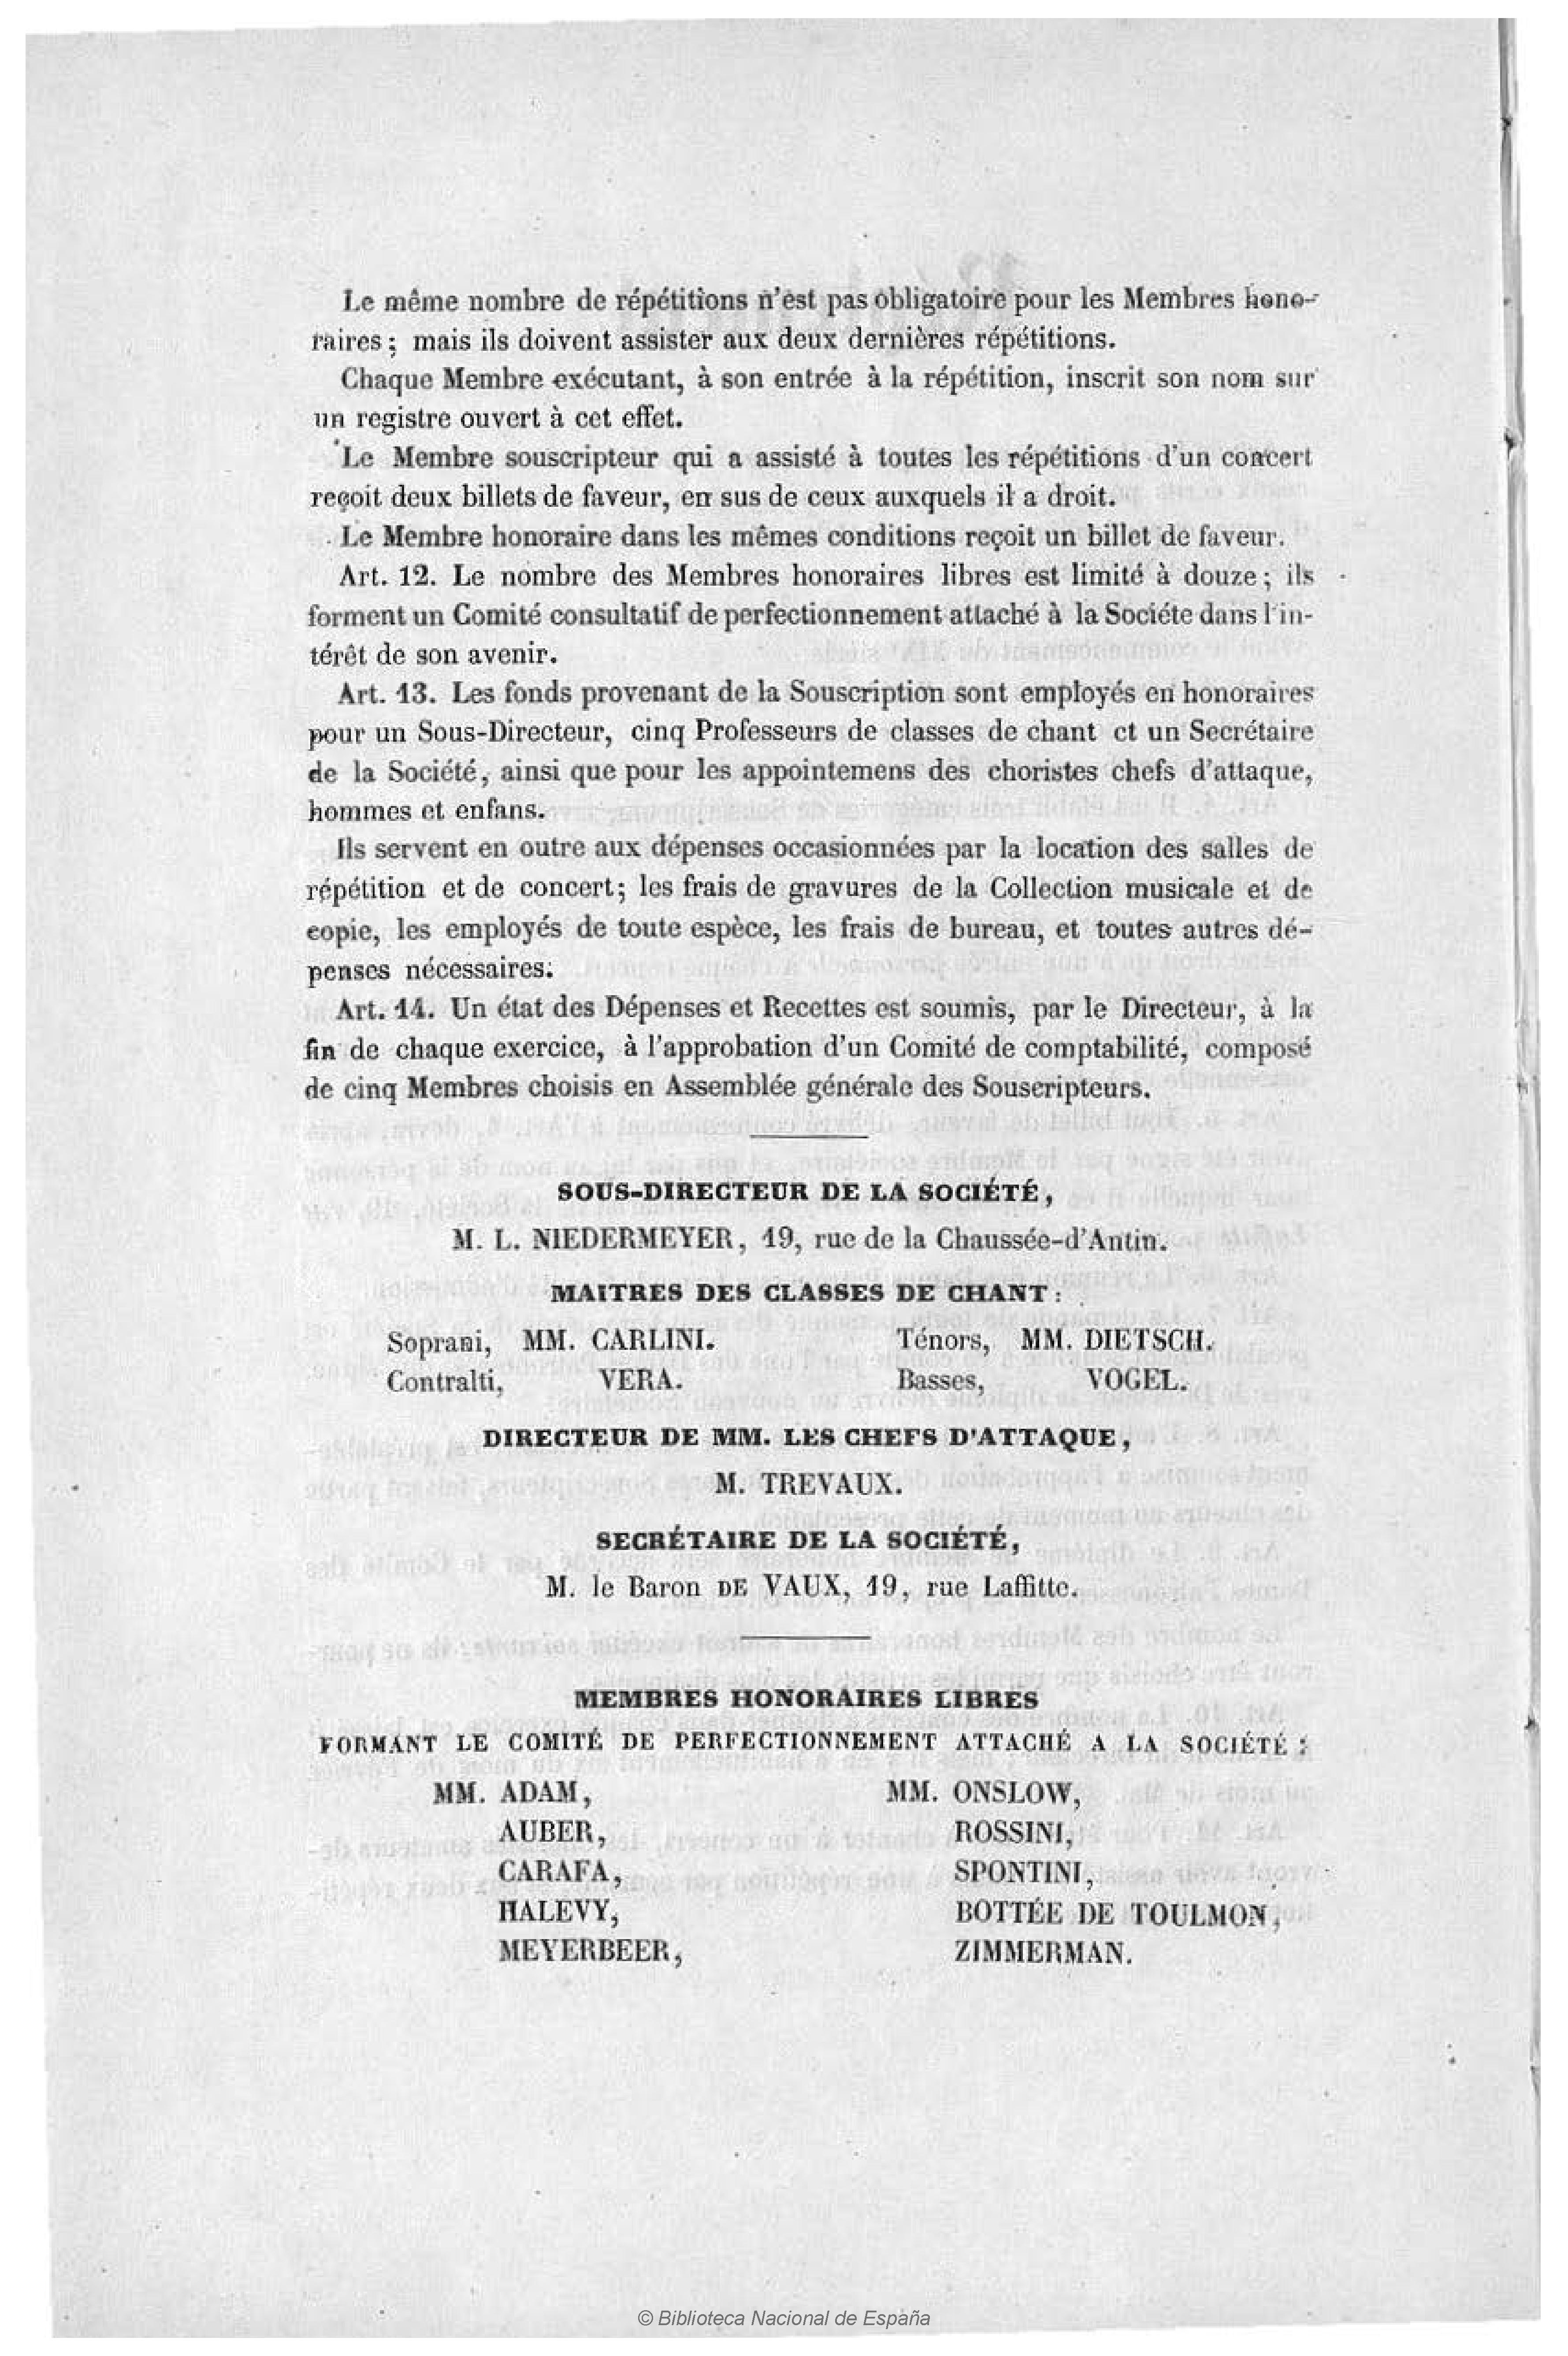 Le même nombre de répétitions n'est pas obligatoire pour les Membres hono-
raires; mais ils doivent assister aux deux dernières répétitions.
Chaque Membre exécutant, à son entrée à la répétition, inscrit son nom sur
un registre ouvert à cet effet.
Le Membre souscripteur qui a assisté à toutes les répétitions d'un concert
reçoit deux billets de faveur, en sus de ceux auxquels il a droit.
Le Membre honoraire dans les mêmes conditions reçoit un billet de faveur.
Art. 12. Le nombre des Membres honoraires libres est limité à douze; ils
forment un Comité consultatif de perfectionnement attaché à la Sociéte dans l'in-
térêt de son avenir.
Art. 13. Les fonds provenant de la Souscription sont employés en honoraires
pour un Sous-Directeur, cinq Professeurs de classes de chant et un Secrétaire
de la Société, ainsi que pour les appointemens des choristes chefs d'attaque,
hommes et enfans.
Ils servent en outre aux dépenses occasionnées par la location des salles de
répétition et de concert; les frais de gravures de la Collection musicale et de
copie, les employés de toute espèce, les frais de bureau, et toutes autres dé-
penses nécessaires.
Art. 14. Un état des Dépenses et Recettes est soumis, par le Directeur, à la
fin de chaque exercice, à l'approbation d'un Comité de comptabilité, composé
de cinq Membres choisis en Assemblée générale des Souscripteurs.
SOUS-DIRECTEUR DE LA SOCIÉTÉ,
M. L. NIEDERMEYER, 19, rue de la Chaussée-d'Antin.
MAITRES DES CLASSES DE CHANT:
Soprani, MM. CARLINI. Ténors, MM. DIETSCH.
Contralti, VERA. Basses, VOGEL.
DIRECTEUR DE MM. LES CHEFS D'ATTAQUE,
M. TREVAUX.
SECRÉTAIRE DE LA SOCIÉTÉ,
M. le Baron DE VAUX, 19, rue Laffitte.
MEMBRES HONORAIRES LIBRES
FORMANT LE COMITÉ DE PERFECTIONNEMENT ATTACHÉ A LA SOCIÉTÉ:
MM. ADAM, MM. ONSLOW,
AUBER, ROSSINI,
CARAFA, SPONTINI,
HALEVY, BOTTÉE DE TOULMON,
MEYERBEER, ZIMMERMAN.
© Biblioteca Nacional de España